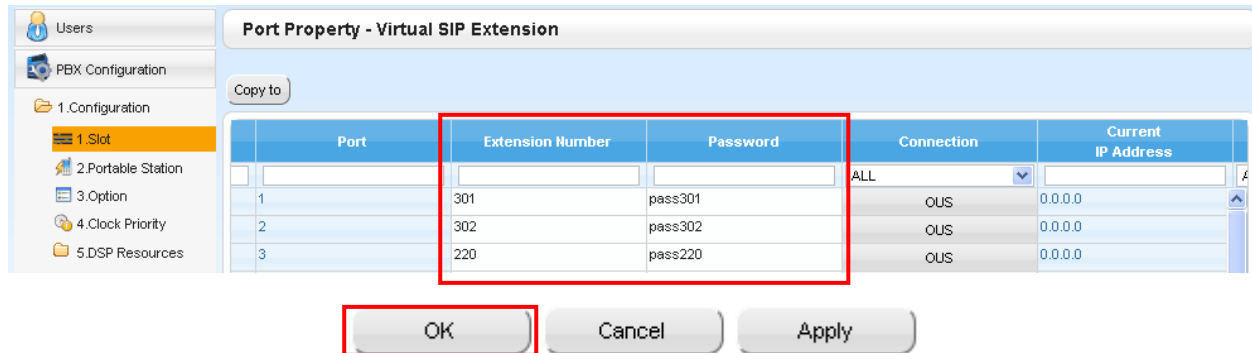 Users
Port Property - Virtual SIP Extension
PBX Configuration
Copy to
1.Configuration
1.Slot
Port
Extension Number
Password
Connection
Current
IP Address
2.Portable Station
ALL
3.Option
1
301
pass301
OUS
0.0.0.0
4.Clock Priority
2
302
pass302
OUS
0.0.0.0
5.DSP Resources
3
220
pass220
OUS
0.0.0.0
OK
Cancel
Apply